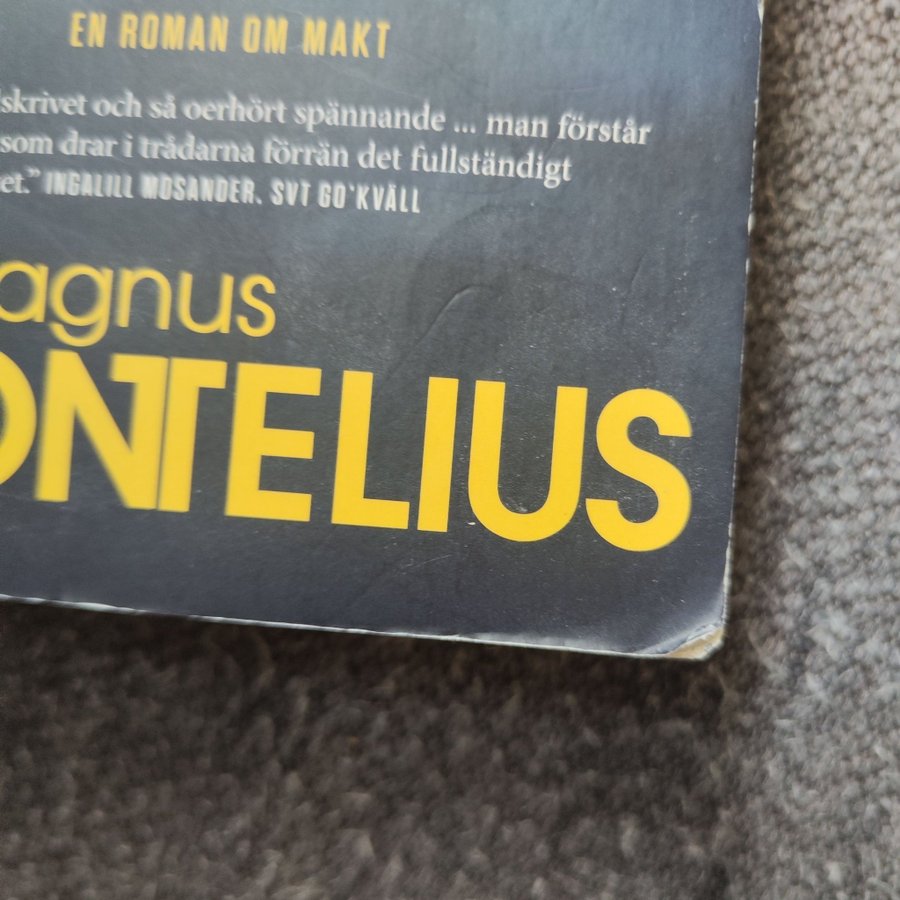 EN ROMAN OM MAKT
lskrivet och så oerhört spännande ... man förstår
som drar i trådarna förrän det fullständigt
et." INGALILL MOSANDER, SVT GO'KVÄLL
agnus
ONTELIUS